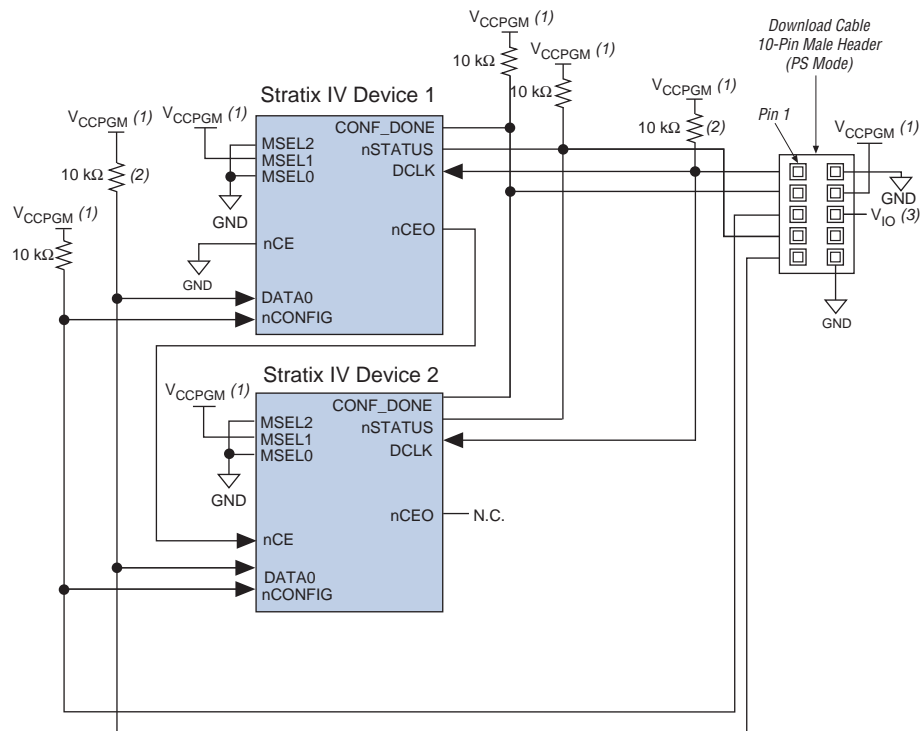 VCCPGM (1)
10 kΩ
VCCPGM (1)
10 kΩ
VCCPGM (1)
10 kΩ (2)
Download Cable
10-Pin Male Header
(PS Mode)
Pin 1
VCCPGM (1)
GND
VIO (3)
GND
VCCPGM (1)
10 kΩ (2)
VCCPGM (1)
10 kΩ
Stratix IV Device 1
VCCPGM (1)
MSEL2
MSEL1
MSEL0
GND
nCE
GND
DATA0
nCONFIG
CONF_DONE
nSTATUS
DCLK
nCEO
Stratix IV Device 2
VCCPGM (1)
MSEL2
MSEL1
MSEL0
GND
nCE
DATA0
nCONFIG
CONF_DONE
nSTATUS
DCLK
nCEO
N.C.